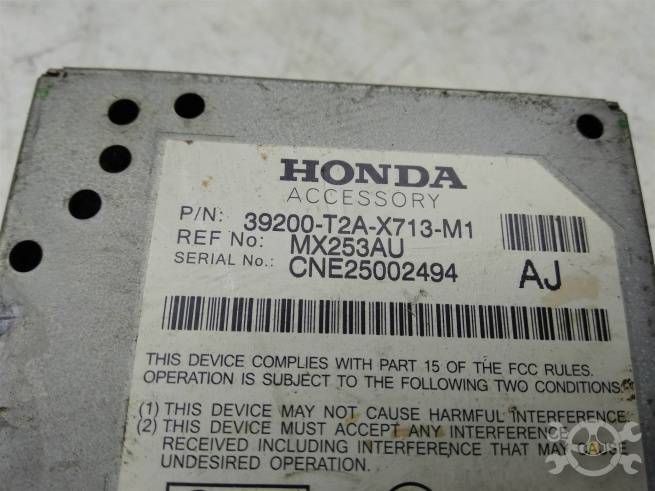 HONDA
ACCESSORY
P/N: 39200-T2A-X713-M1
REF No: MX253AU
SERIAL No.: CNE25002494
AJ
THIS DEVICE COMPLIES WITH PART 15 OF THE FCC RULES.
OPERATION IS SUBJECT TO THE FOLLOWING TWO CONDITIONS.
(1) THIS DEVICE MAY NOT CAUSE HARMFUL INTERFERENCE.
(2) THIS DEVICE MUST ACCEPT ANY INTERFERENCE
RECEIVED INCLUDING INTERFERENCE THAT MAY CAUSE
UNDESIRED OPERATION.